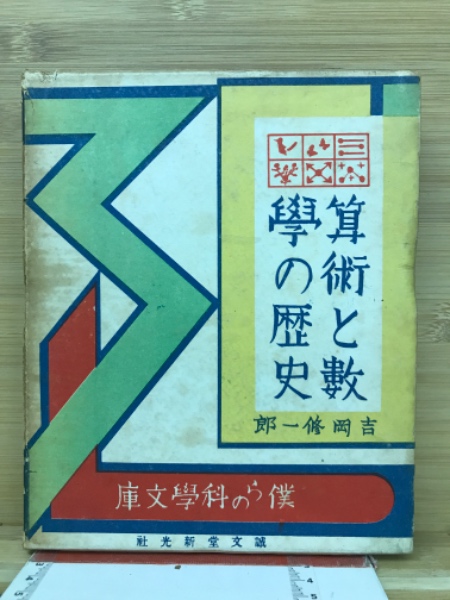 算術と數
學の歴史
吉岡修一郎
僕らの科學文庫
誠文堂新光社